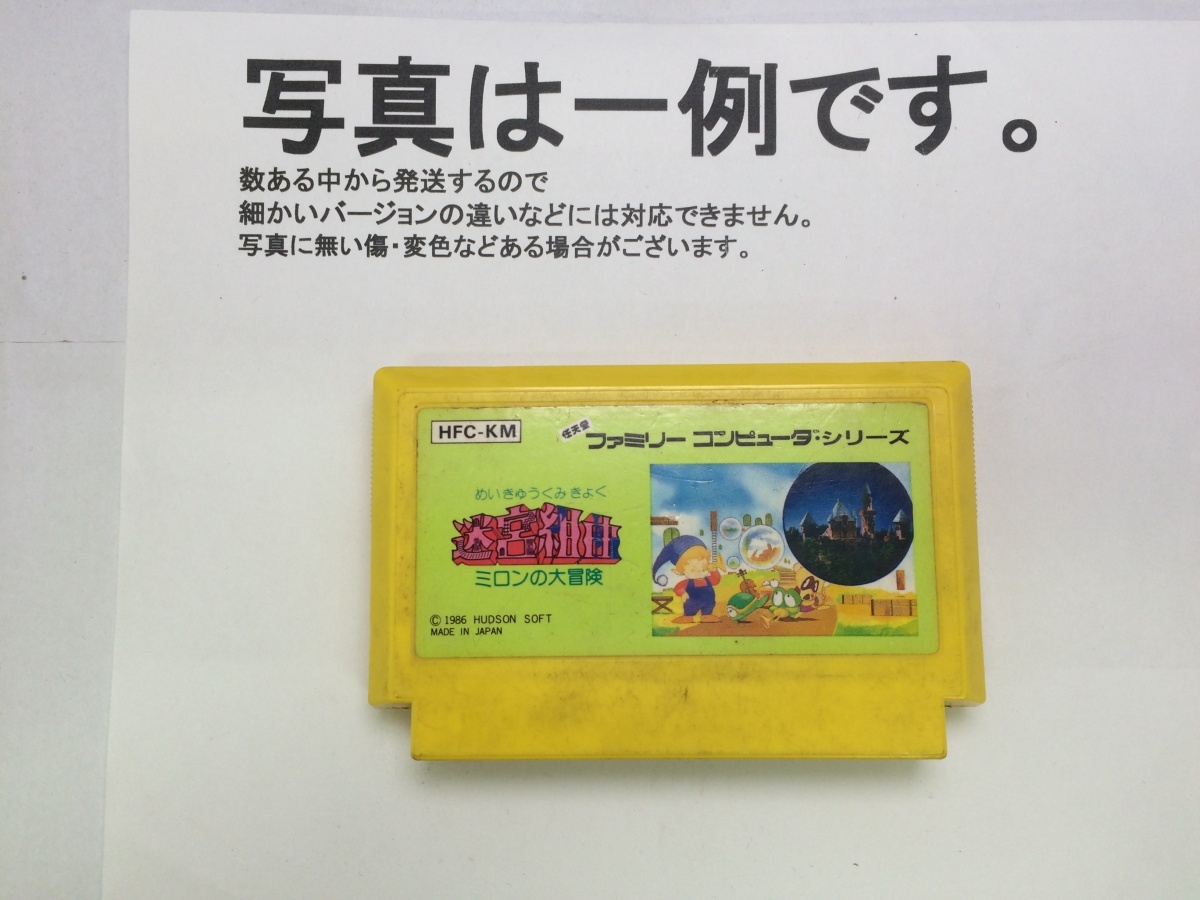 写真は一例です。
数ある中から発送するので
細かいバージョンの違いなどには対応できません。
写真に無い傷・変色などある場合がございます。
HFC-KM
任天堂 ファミリー コンピュータ・シリーズ
めいきゅうくみきょく
迷宮組曲
ミロンの大冒険
© 1986 HUDSON SOFT
MADE IN JAPAN